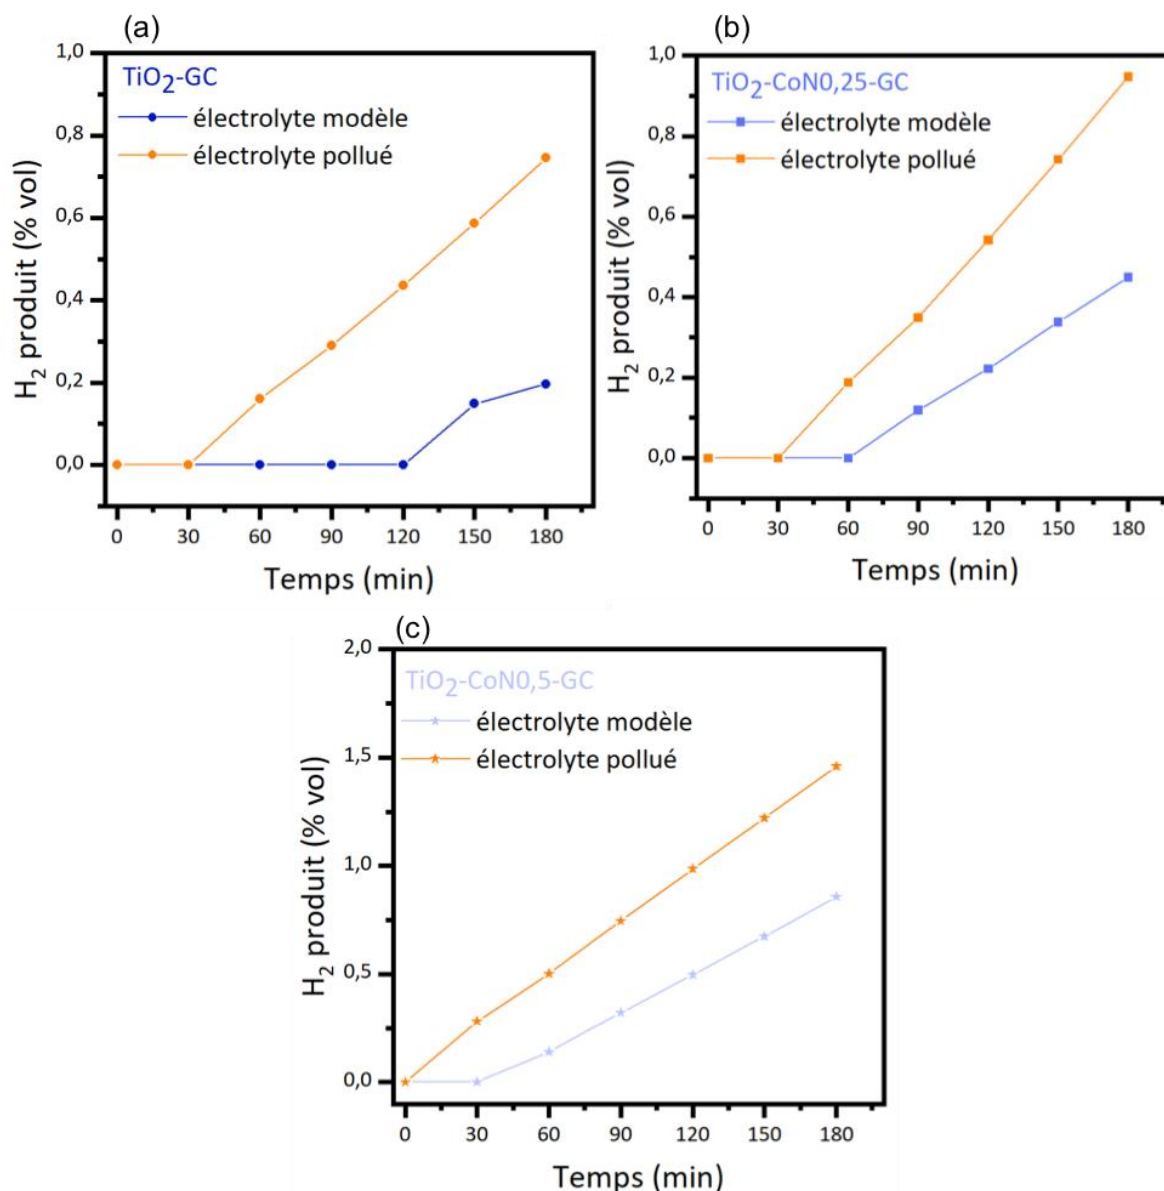 (a)
1,0
TiO2-GC
électrolyte modèle
0,8
électrolyte pollué
0,6
0,4
0,2
0,0
H2 produit (% vol)
0 30 60 90 120 150 180
Temps (min)
(b)
1,0
TiO2-CoN0,25-GC
électrolyte modèle
0,8
électrolyte pollué
0,6
0,4
0,2
0,0
H2 produit (% vol)
0 30 60 90 120 150 180
Temps (min)
(c)
2,0
TiO2-CoN0,5-GC
électrolyte modèle
1,5
électrolyte pollué
1,0
0,5
0,0
H2 produit (% vol)
0 30 60 90 120 150 180
Temps (min)